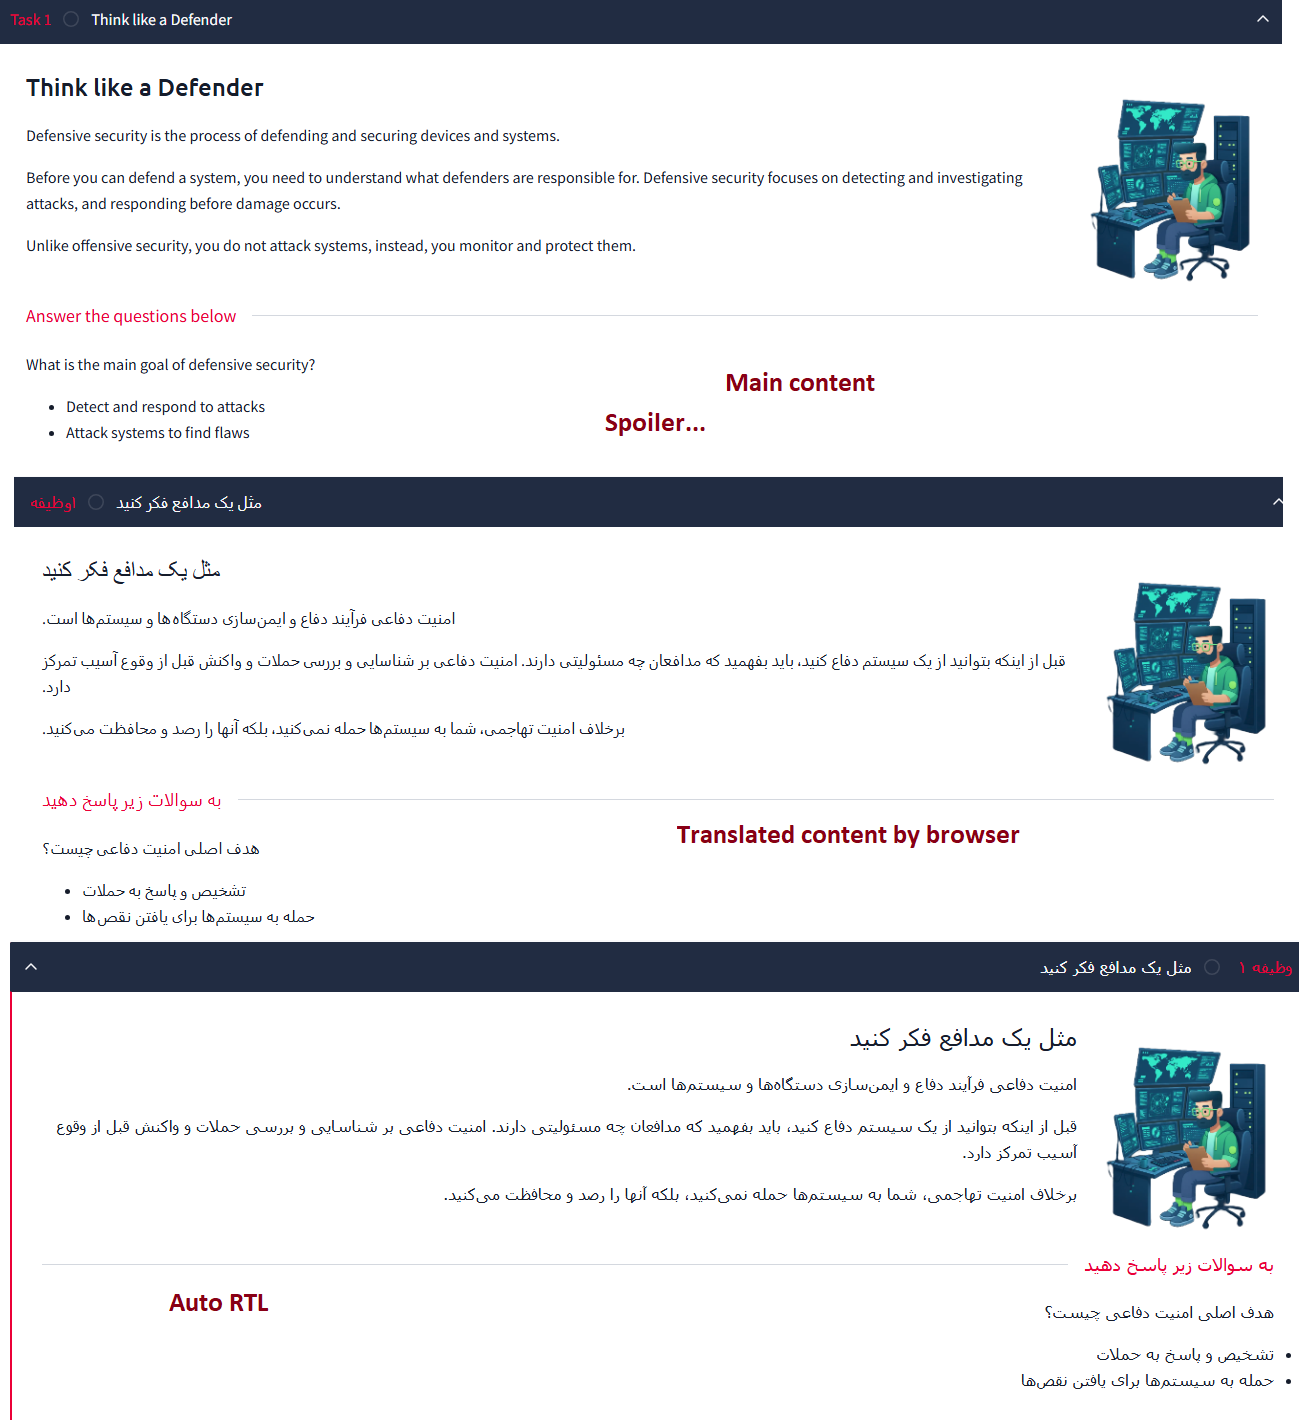 Task 1 Think like a Defender
Think like a Defender
Defensive security is the process of defending and securing devices and systems.
Before you can defend a system, you need to understand what defenders are responsible for. Defensive security focuses on detecting and investigating
attacks, and responding before damage occurs.
Unlike offensive security, you do not attack systems, instead, you monitor and protect them.
Answer the questions below
What is the main goal of defensive security?
• Detect and respond to attacks
• Attack systems to find flaws
Main content
Spoiler...
۱وظیفه مثل یک مدافع فکر کنید
مثل یک مدافع فکر کنید
امنیت دفاعی فرآیند دفاع و ایمن‌سازی دستگاه‌ها و سیستم‌ها است.
قبل از اینکه بتوانید از یک سیستم دفاع کنید، باید بفهمید که مدافعان چه مسئولیتی دارند. امنیت دفاعی بر شناسایی و بررسی حملات و واکنش قبل از وقوع آسیب تمرکز
دارد.
برخلاف امنیت تهاجمی، شما به سیستم‌ها حمله نمی‌کنید، بلکه آنها را رصد و محافظت می‌کنید.
به سوالات زیر پاسخ دهید
Translated content by browser
هدف اصلی امنیت دفاعی چیست؟
• تشخیص و پاسخ به حملات
• حمله به سیستم‌ها برای یافتن نقص‌ها
وظیفه ۱ مثل یک مدافع فکر کنید
مثل یک مدافع فکر کنید
امنیت دفاعی فرآیند دفاع و ایمن‌سازی دستگاه‌ها و سیستم‌ها است.
قبل از اینکه بتوانید از یک سیستم دفاع کنید، باید بفهمید که مدافعان چه مسئولیتی دارند. امنیت دفاعی بر شناسایی و بررسی حملات و واکنش قبل از وقوع
آسیب تمرکز دارد.
برخلاف امنیت تهاجمی، شما به سیستم‌ها حمله نمی‌کنید، بلکه آنها را رصد و محافظت می‌کنید.
به سوالات زیر پاسخ دهید
Auto RTL
هدف اصلی امنیت دفاعی چیست؟
• تشخیص و پاسخ به حملات
• حمله به سیستم‌ها برای یافتن نقص‌ها